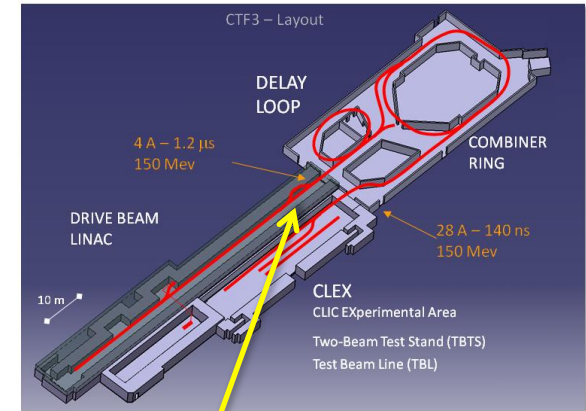 CTF3 – Layout
DELAY
LOOP
4 A – 1.2 µs
150 Mev
COMBINER
RING
DRIVE BEAM
LINAC
28 A – 140 ns
150 Mev
10 m
CLEX
CLIC EXperimental Area
Two-Beam Test Stand (TBTS)
Test Beam Line (TBL)